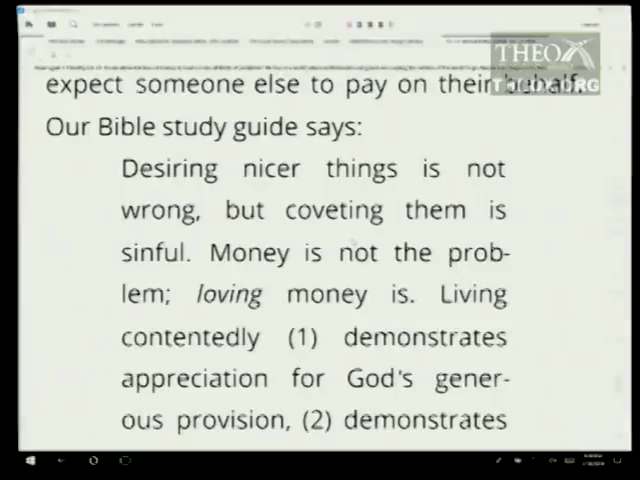 THEO
expect someone else to pay on their behalf.
Our Bible study guide says:
Desiring nicer things is not
wrong, but coveting them is
sinful. Money is not the prob-
lem; loving money is. Living
contentedly (1) demonstrates
appreciation for God's gener-
ous provision, (2) demonstrates